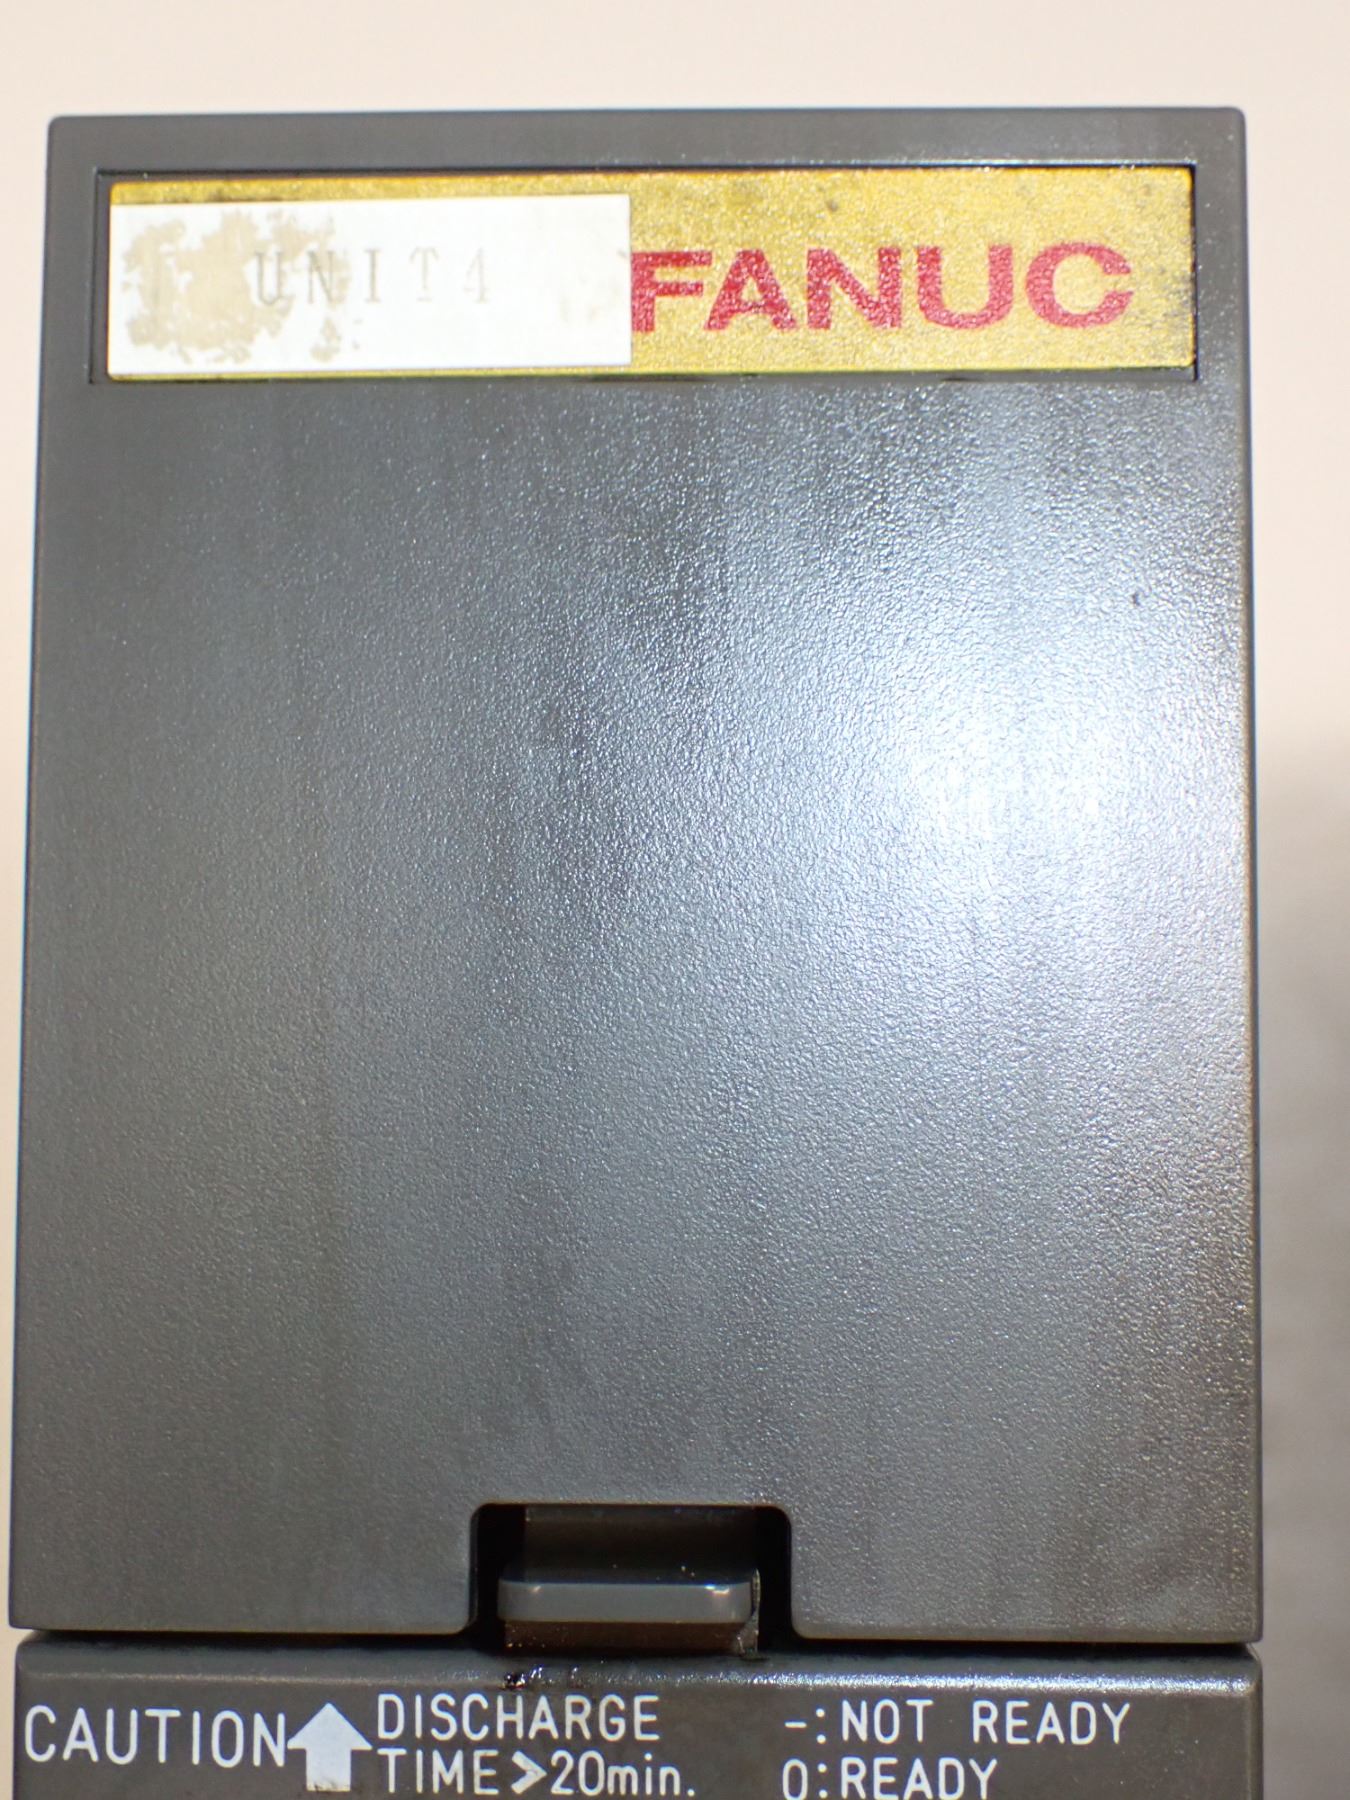 UNIT4
FANUC
CAUTION
DISCHARGE
TIME>20min.
-:NOT READY
0:READY